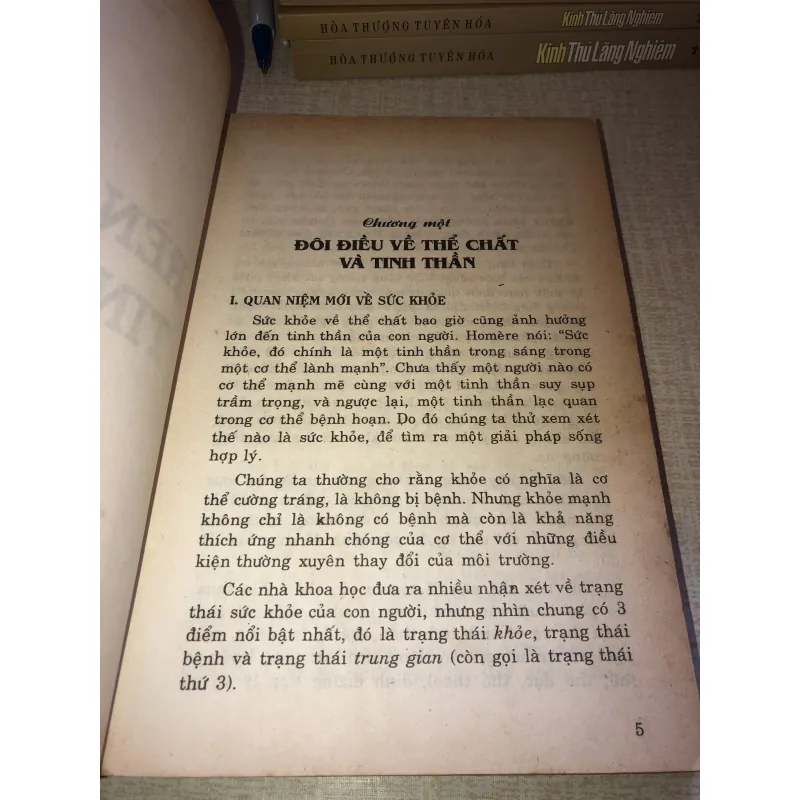 HÒA THƯỢNG TUYÊN HÓA Kinh Thủ Lăng Nghiêm
HÒA THƯỢNG TUYÊN HÓA Kinh Thủ Lăng Nghiêm
Chương một
ĐÔI ĐIỀU VỀ THỂ CHẤT
VÀ TINH THẦN
I. QUAN NIỆM MỚI VỀ SỨC KHỎE
Sức khỏe về thể chất bao giờ cũng ảnh hưởng
lớn đến tinh thần của con người. Homère nói: “Sức
khỏe, đó chính là một tinh thần trong sáng trong
một cơ thể lành mạnh”. Chưa thấy một người nào có
cơ thể mạnh mẽ cùng với một tinh thần suy sụp
trầm trọng, và ngược lại, một tinh thần lạc quan
trong cơ thể bệnh hoạn. Do đó chúng ta thử xem xét
thế nào là sức khỏe, để tìm ra một giải pháp sống
hợp lý.
Chúng ta thường cho rằng khỏe có nghĩa là cơ
thể cường tráng, là không bị bệnh. Nhưng khỏe mạnh
không chỉ là không có bệnh mà còn là khả năng
thích ứng nhanh chóng của cơ thể với những điều
kiện thường xuyên thay đổi của môi trường.
Các nhà khoa học đưa ra nhiều nhận xét về trạng
thái sức khỏe của con người, nhưng nhìn chung có 3
điểm nổi bật nhất, đó là trạng thái khỏe, trạng thái
bệnh và trạng thái trung gian (còn gọi là trạng thái
thứ 3).
5